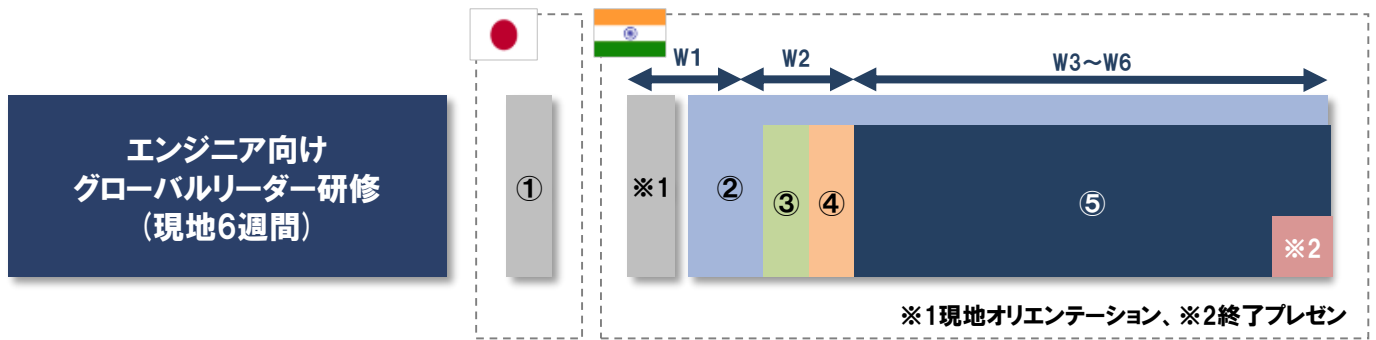 W1
W2
W3～W6
エンジニア向け
グローバルリーダー研修
(現地6週間)
①
※1
②
③
④
⑤
※2
※1現地オリエンテーション、※2終了プレゼン